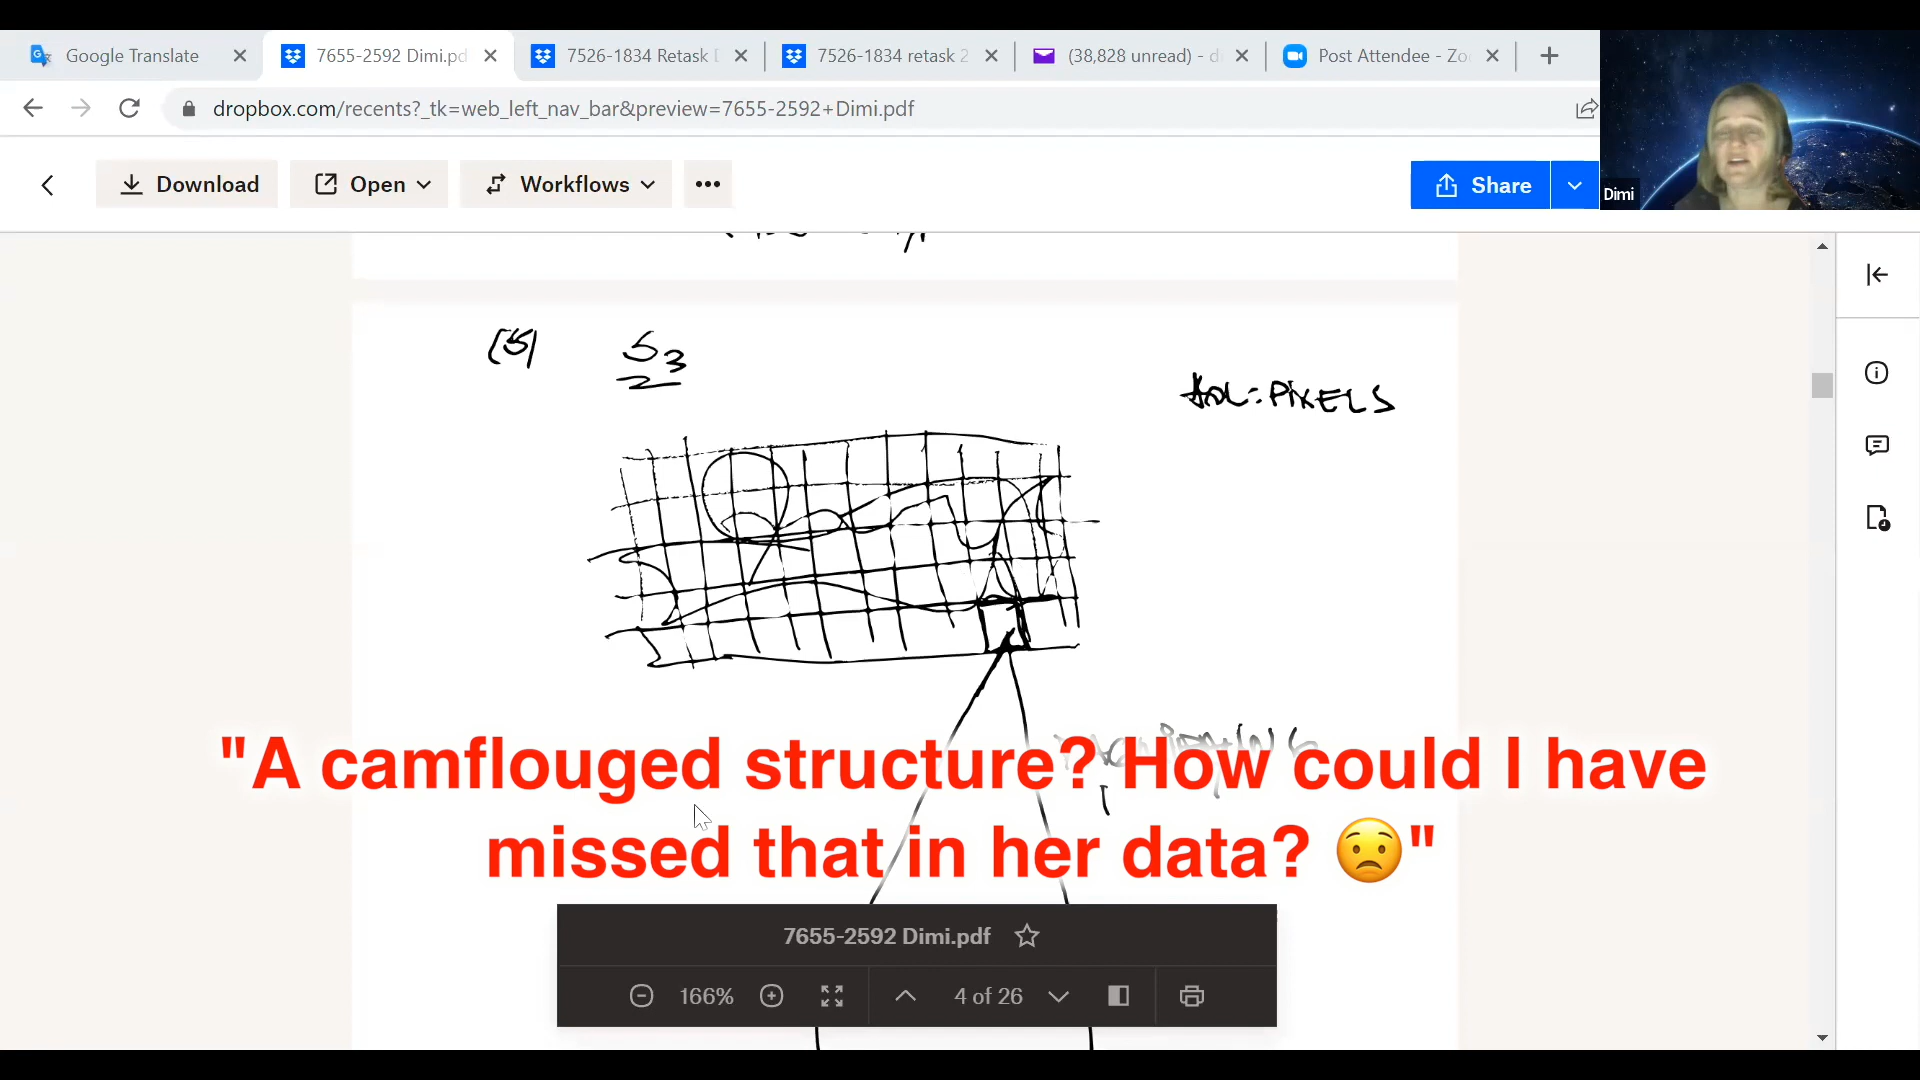 Google Translate
7655-2592 Dimi.pd
7526-1834 Retask D
7526-1834 retask 2
(38,828 unread) - d
Post Attendee - Zo
dropbox.com/recents?_tk=web_left_nav_bar&preview=7655-2592+Dimi.pdf
Download
Open
Workflows
Share
Dimi
(5) S3
AOL: PIXELS
"A camflouged structure? How could I have
missed that in her data? 😟"
7655-2592 Dimi.pdf
166%
4 of 26